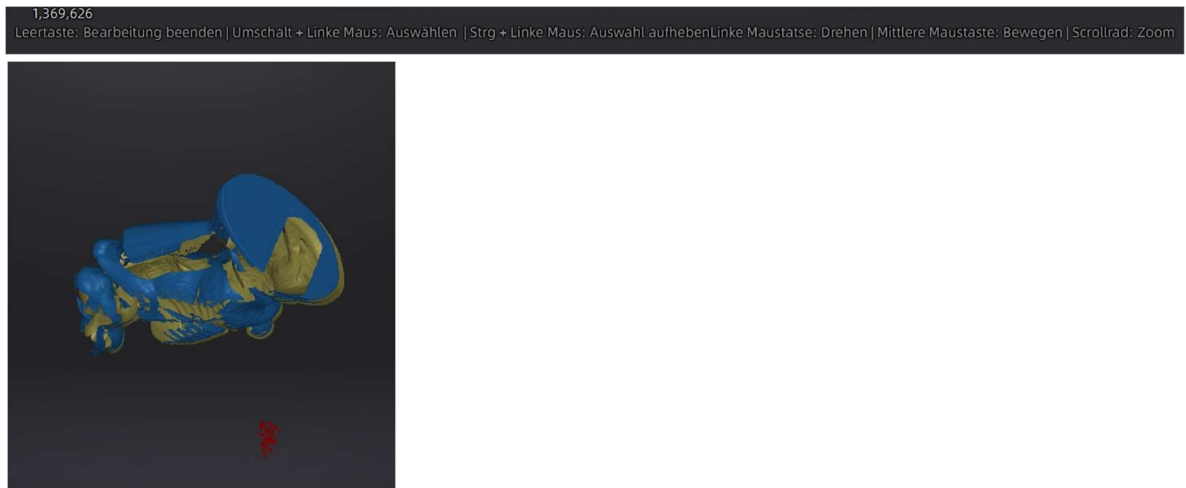 1,369,626
Leertaste: Bearbeitung beenden | Umschalt + Linke Maus: Auswählen | Strg + Linke Maus: Auswahl aufhebenLinke Maustatse: Drehen | Mittlere Maustaste: Bewegen | Scrollrad: Zoom